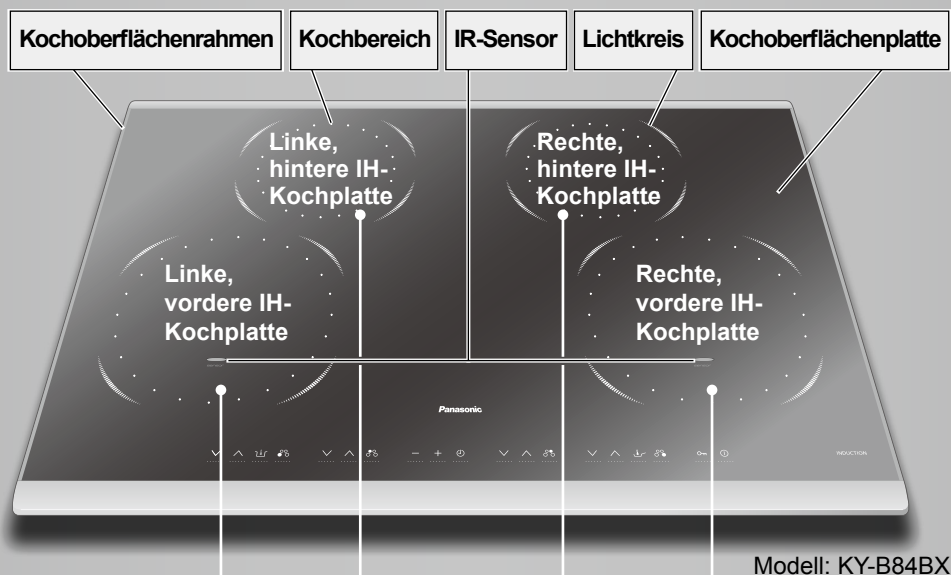 Kochoberflächenrahmen
Kochbereich
IR-Sensor
Lichtkreis
Kochoberflächenplatte
Linke,
hintere IH-
Kochplatte
Rechte,
hintere IH-
Kochplatte
Linke,
vordere IH-
Kochplatte
Rechte,
vordere IH-
Kochplatte
Panasonic
INDUCTION
Modell: KY-B84BX